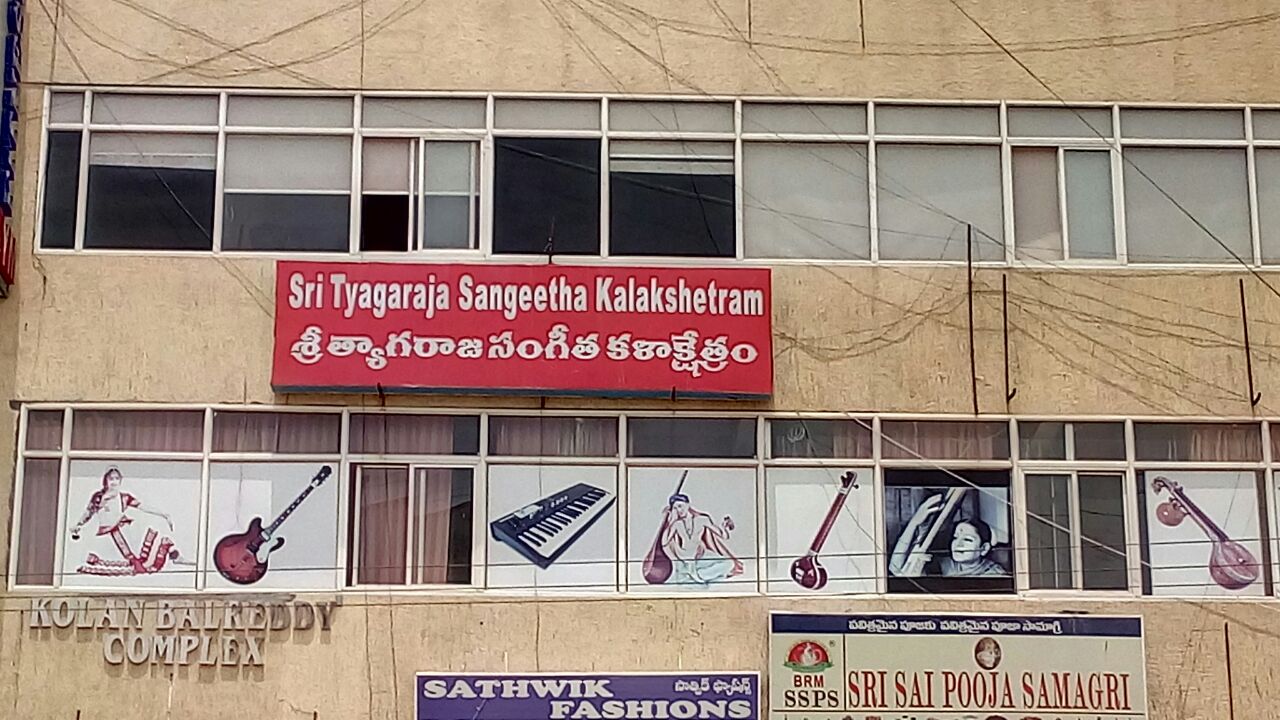 Sri Tyagaraja Sangeetha Kalakshetram
శ్రీ త్యాగరాజ సంగీత కళాక్షేత్రం
KOLAN BALREDDY
COMPLEX
SATHWIK సాత్విక్ ఫ్యాషన్స్
FASHIONS
పవిత్రమైన పూజకు పవిత్రమైన పూజా సామాగ్రి
BRM
SSPS
SRI SAI POOJA SAMAGRI